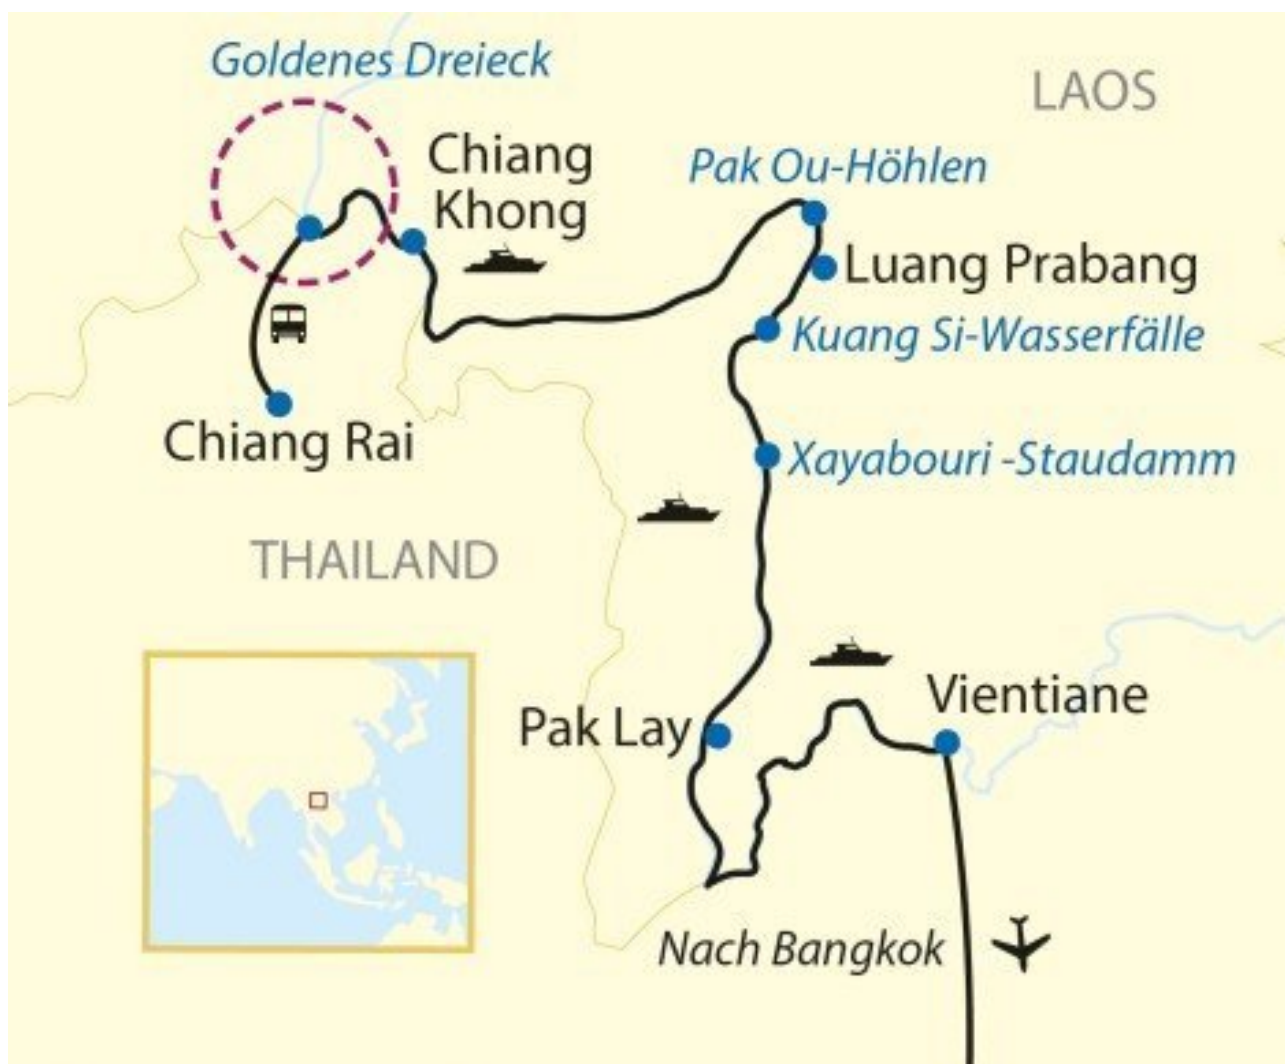 Goldenes Dreieck
LAOS
Chiang
Khong
Pak Ou-Höhlen
Luang Prabang
Kuang Si-Wasserfälle
Chiang Rai
Xayabouri -Staudamm
THAILAND
Vientiane
Pak Lay
Nach Bangkok